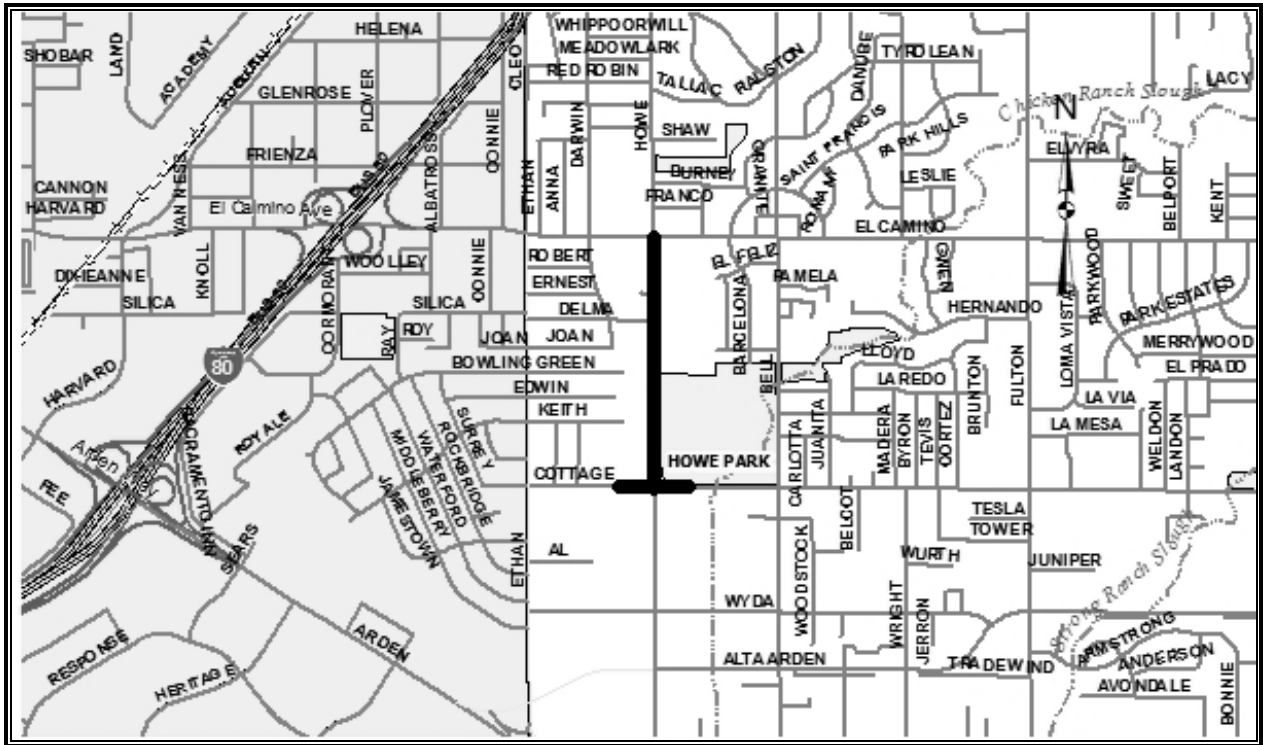 HELENA
WHIPPOORWILL
SHOBAR
LAND
ACADEMY
CLEO
MEADOWLARK
RED ROBIN
TALLAC
RALSTON
DANUBE
TYROLEAN
LACY
GLENROSE
PLOVER
HOWE
Chicken Ranch Slough
N
CONNIE
DARWIN
SHAW
SAINT FRANCIS
PARK HILLS
ELVYRA
FRIENZA
ALBATROSS
BURNEY
LESLIE
SWEET
BELPORT
KENT
CANNON
HARVARD
VAN NESS
El Camino Ave
ETHAN
ANNA
FRANCO
ROMANY
EL CAMINO
KNOLL
WOOLLEY
CONNIE
ROBERT
GWEN
PARKWOOD
DIXIEANNE
ERNEST
PAMELA
SILICA
CORMORANT
SILICA
DELMA
BARCELONA
HERNANDO
LOMA VISTA
PARK ESTATES
RAY
ROY
JOAN
JOAN
MERRYWOOD
80
BOWLING GREEN
BELL
LLOYD
FULTON
EL PRADO
HARVARD
EDWIN
LAREDO
BRUNTON
LA VIA
KEITH
ROYALE
SURREY
ROCKBRIDGE
WATERFORD
MIDDLEBERRY
JAMESTOWN
CARLOTTA
JUANITA
MADERA
BYRON
TEVIS
CORTEZ
LA MESA
WELDON
LANDON
Arden
SACRAMENTO INN
COTTAGE
HOWE PARK
FEE
SEARS
BELCOT
TESLA
TOWER
ETHAN
AL
WOODSTOCK
WURTH
JUNIPER
Strong Ranch Slough
WYDA
WRIGHT
JERRON
RESPONSE
ARDEN
ALTA ARDEN
TRADEWIND
ARMSTRONG
ANDERSON
HERITAGE
AVONDALE
BONNIE